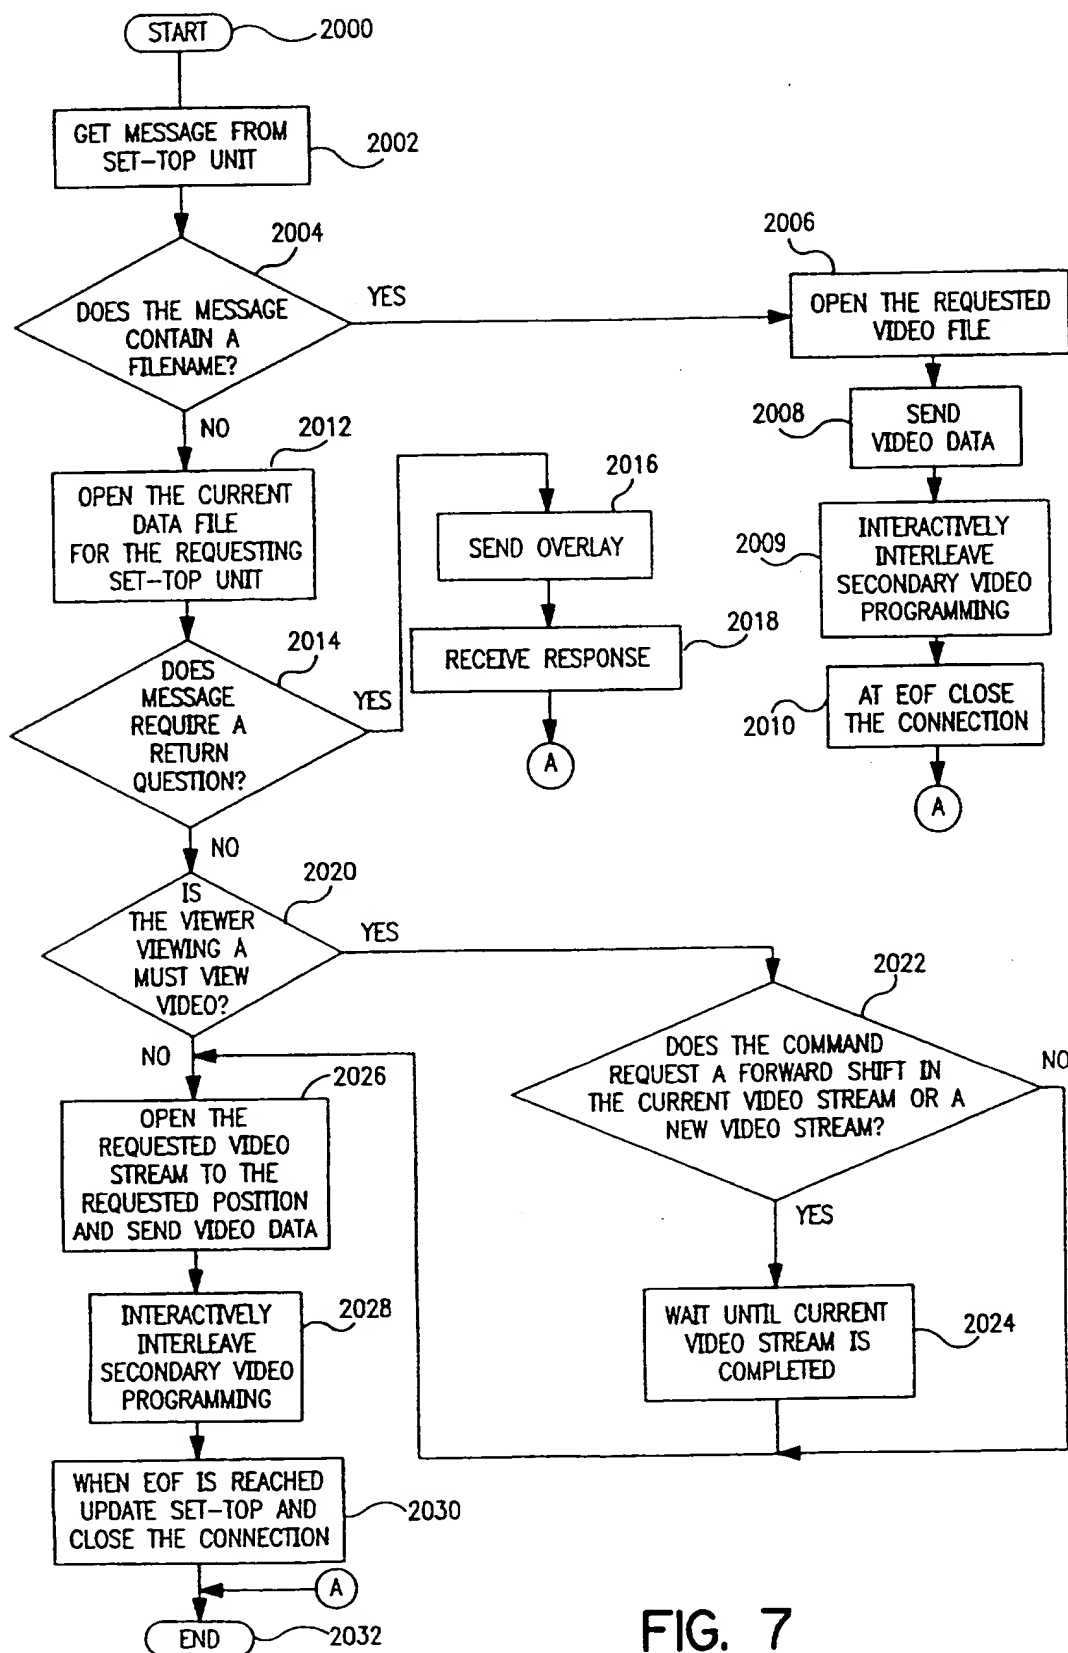 START
2000
GET MESSAGE FROM
SET-TOP UNIT
2002
2004
DOES THE MESSAGE
CONTAIN A
FILENAME?
YES
NO
2006
OPEN THE REQUESTED
VIDEO FILE
2008
SEND
VIDEO DATA
2009
INTERACTIVELY
INTERLEAVE
SECONDARY VIDEO
PROGRAMMING
2010
AT EOF CLOSE
THE CONNECTION
A
2012
OPEN THE CURRENT
DATA FILE
FOR THE REQUESTING
SET-TOP UNIT
2014
DOES
MESSAGE
REQUIRE A
RETURN
QUESTION?
YES
NO
2016
SEND OVERLAY
2018
RECEIVE RESPONSE
A
2020
IS
THE VIEWER
VIEWING A
MUST VIEW
VIDEO?
YES
NO
2022
DOES THE COMMAND
REQUEST A FORWARD SHIFT IN
THE CURRENT VIDEO STREAM OR A
NEW VIDEO STREAM?
NO
YES
WAIT UNTIL CURRENT
VIDEO STREAM IS
COMPLETED
2024
2026
OPEN THE
REQUESTED VIDEO
STREAM TO THE
REQUESTED POSITION
AND SEND VIDEO DATA
INTERACTIVELY
INTERLEAVE
SECONDARY VIDEO
PROGRAMMING
2028
WHEN EOF IS REACHED
UPDATE SET-TOP AND
CLOSE THE CONNECTION
2030
A
END
2032
FIG. 7